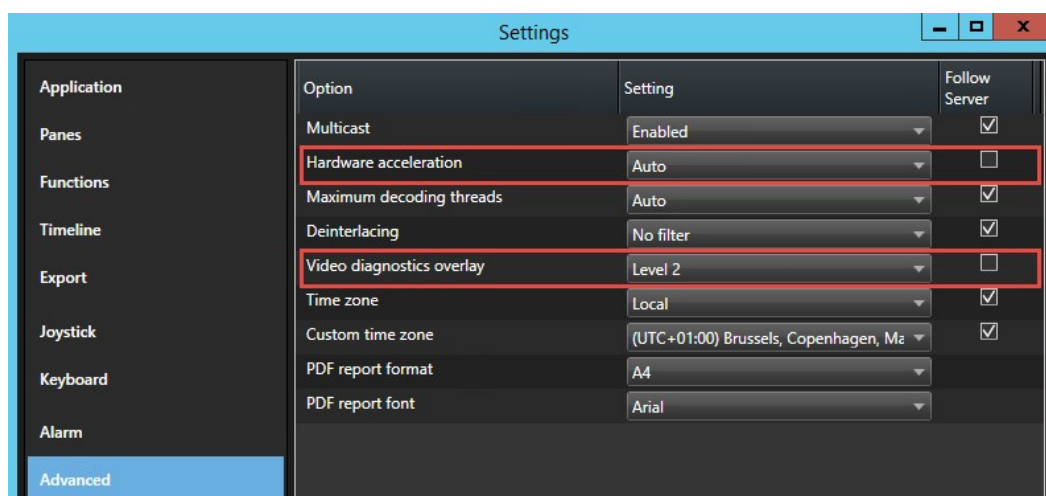 Settings
Application
Panes
Functions
Timeline
Export
Joystick
Keyboard
Alarm
Advanced
Option Setting Follow Server
Multicast Enabled
Hardware acceleration Auto
Maximum decoding threads Auto
Deinterlacing No filter
Video diagnostics overlay Level 2
Time zone Local
Custom time zone (UTC+01:00) Brussels, Copenhagen, Ma
PDF report format A4
PDF report font Arial